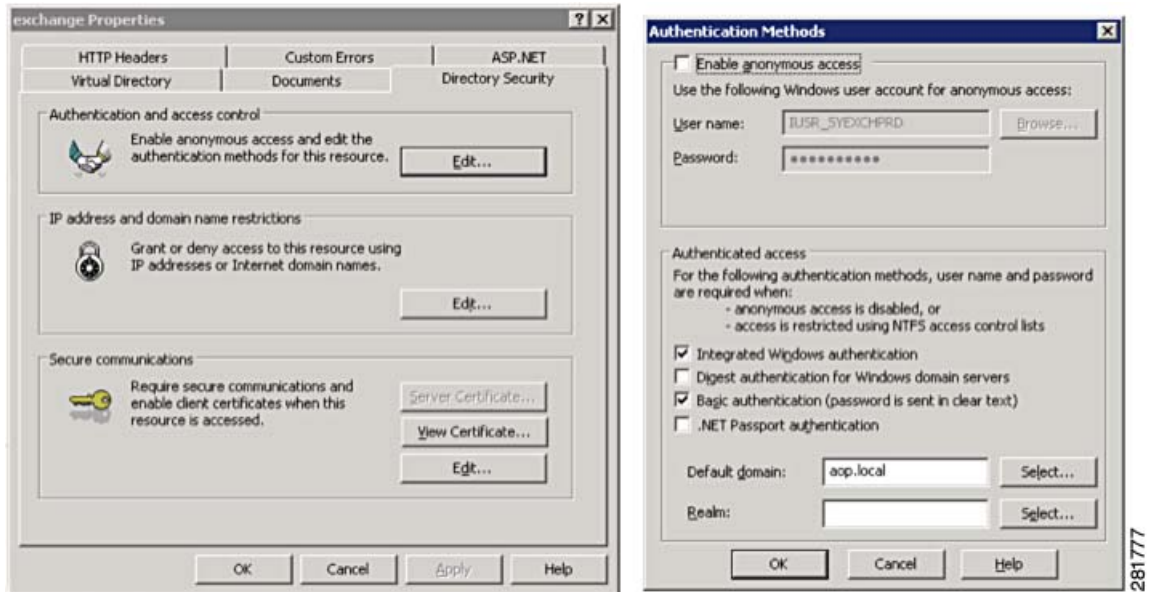 exchange Properties
HTTP Headers
Custom Errors
ASP.NET
Virtual Directory
Documents
Directory Security
Authentication and access control
Enable anonymous access and edit the
authentication methods for this resource.
Edit...
IP address and domain name restrictions
Grant or deny access to this resource using
IP addresses or Internet domain names.
Edit...
Secure communications
Require secure communications and
enable client certificates when this
resource is accessed.
Server Certificate...
View Certificate...
Edit...
OK
Cancel
Apply
Help
Authentication Methods
Enable anonymous access
Use the following Windows user account for anonymous access:
User name:
IUSR_SYEXCHPRD
Browse...
Password:
●●●●●●●●●●
Authenticated access
For the following authentication methods, user name and password
are required when:
- anonymous access is disabled, or
- access is restricted using NTFS access control lists
Integrated Windows authentication
Digest authentication for Windows domain servers
Basic authentication (password is sent in clear text)
.NET Passport authentication
Default domain:
aop.local
Select...
Realm:
Select...
OK
Cancel
Help
281777